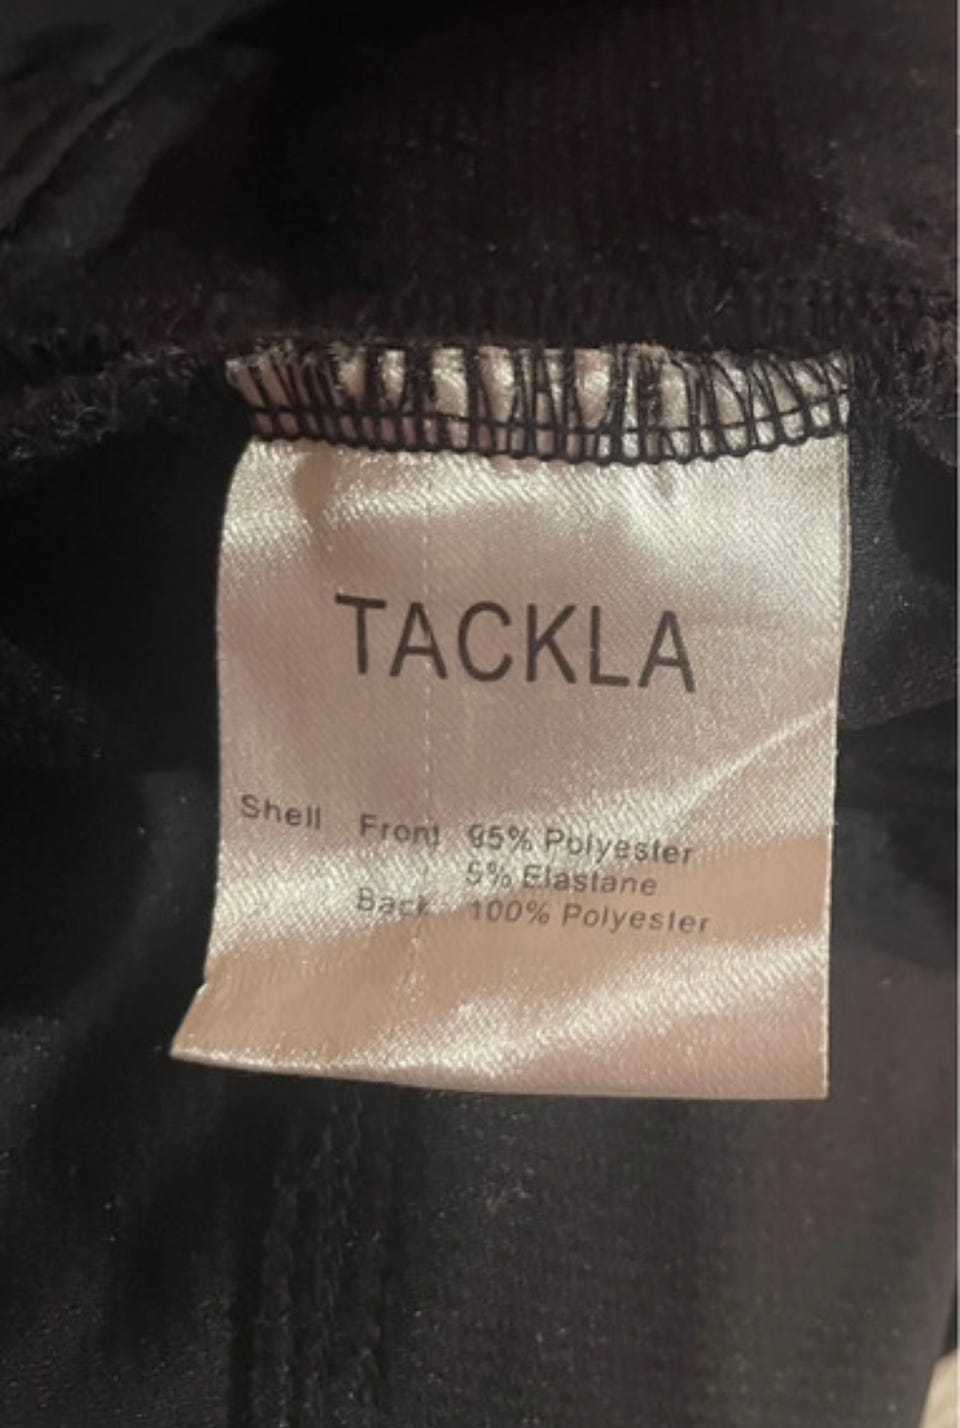 TACKLA
Shell Front 95% Polyester
5% Elastane
Back 100% Polyester